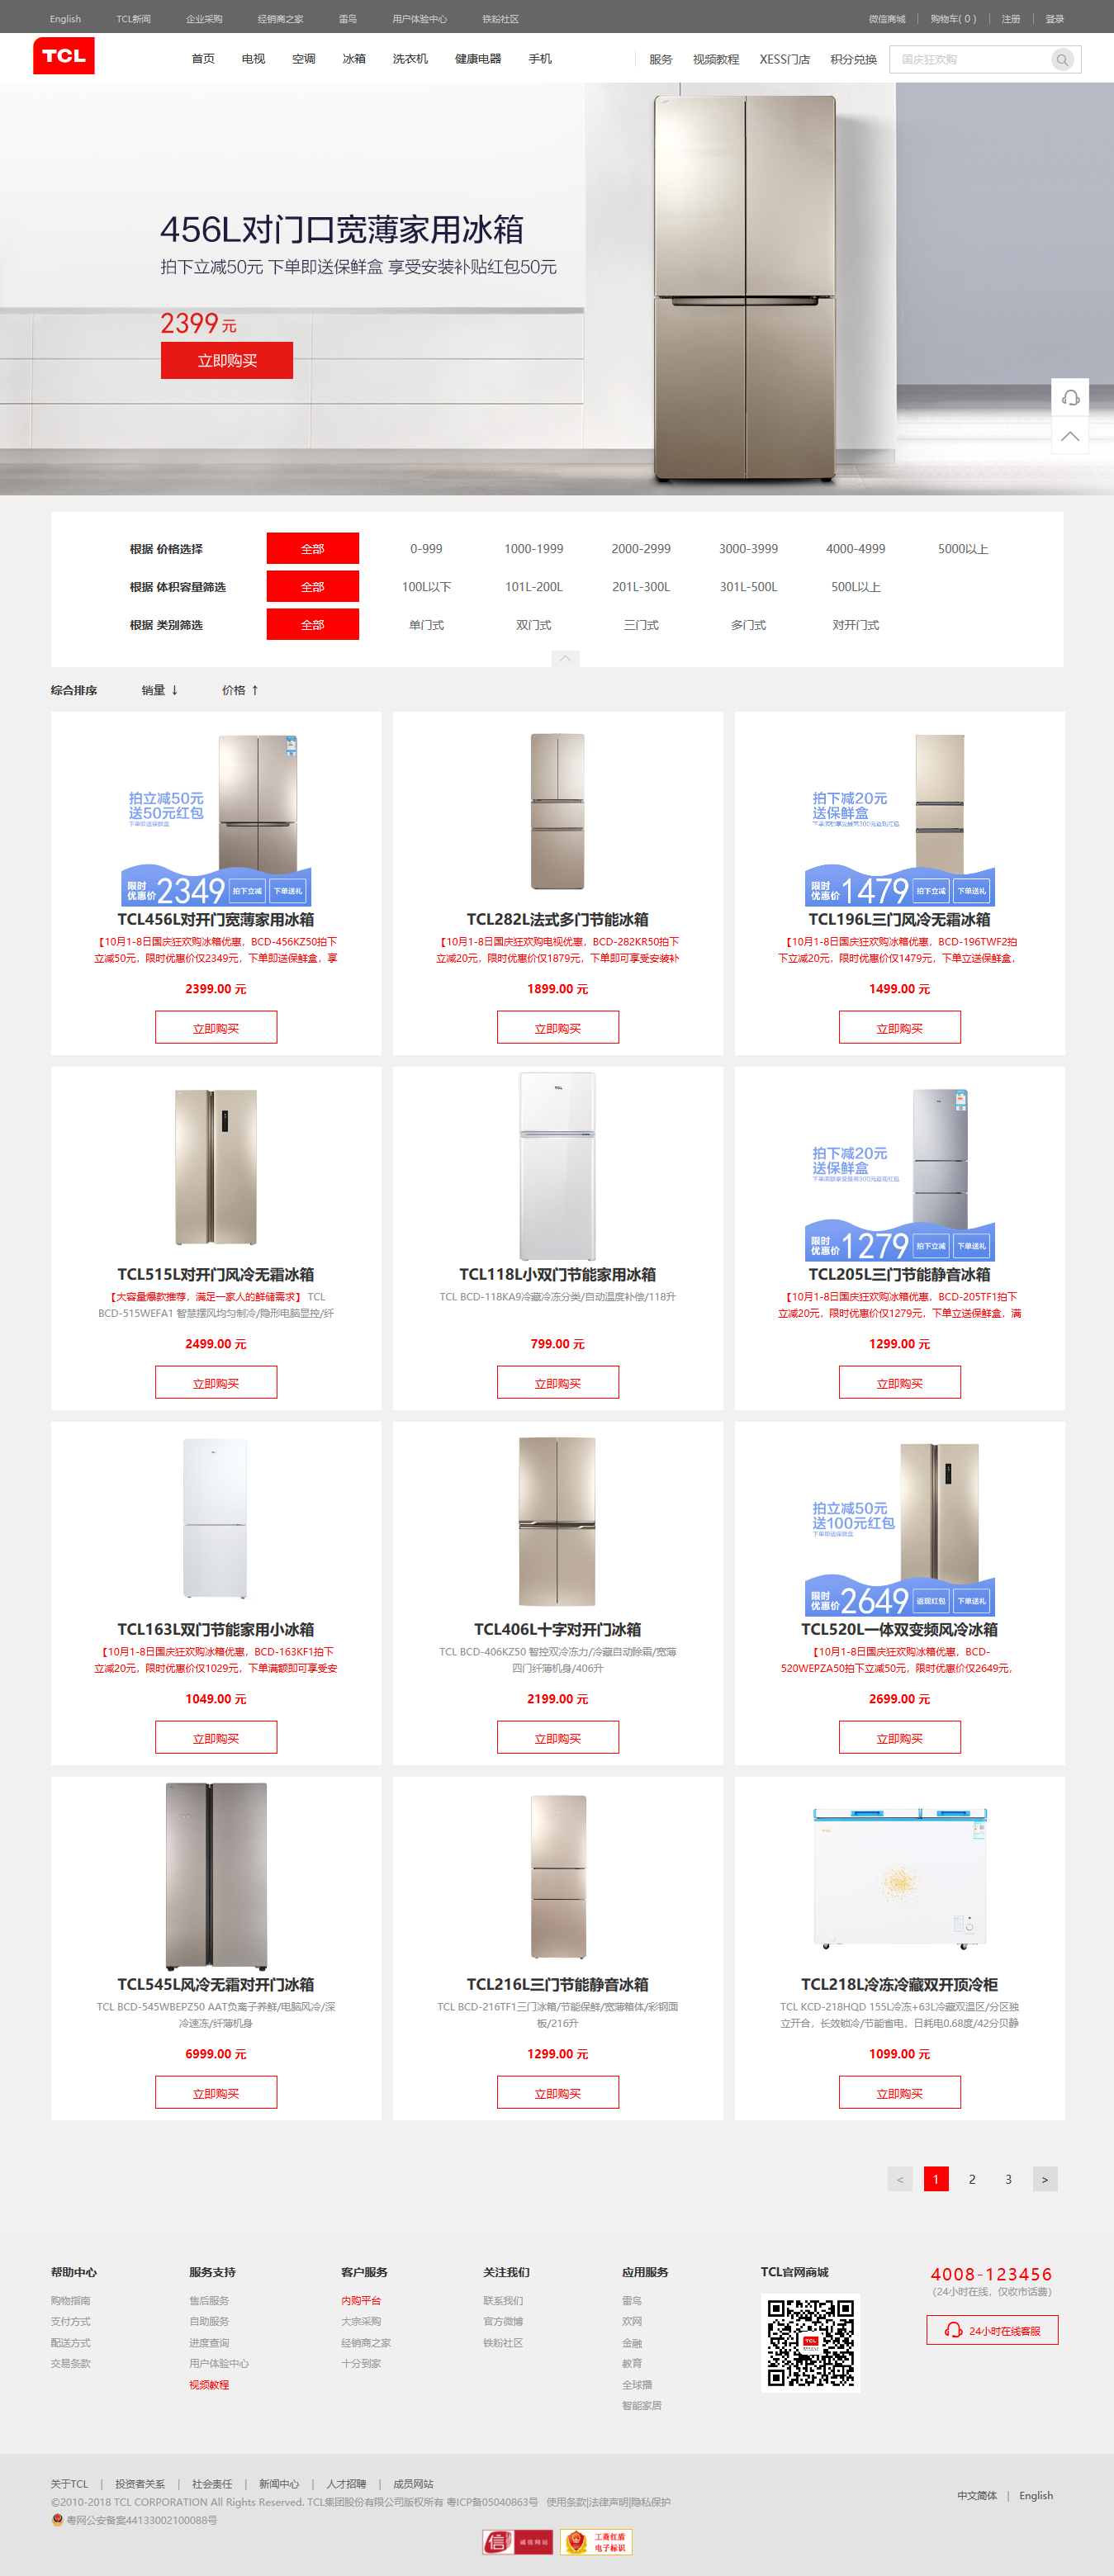 English TCL新闻 企业采购 经销商之家 雷鸟 用户体验中心 铁粉社区 微信商城 购物车( 0 ) 注册 登录
TCL 首页 电视 空调 冰箱 洗衣机 健康电器 手机 服务 视频教程 XESS门店 积分兑换 国庆狂欢购
456L对门口宽薄家用冰箱
拍下立减50元 下单即送保鲜盒 享受安装补贴红包50元
2399元
立即购买
根据 价格选择 全部 0-999 1000-1999 2000-2999 3000-3999 4000-4999 5000以上
根据 体积容量筛选 全部 100L以下 101L-200L 201L-300L 301L-500L 500L以上
根据 类别筛选 全部 单门式 双门式 三门式 多门式 对开门式
综合排序 销量 ↓ 价格 ↑
拍立减50元
送50元红包
下单即送保鲜盒
限时优惠价2349 拍下立减 下单送礼
TCL456L对开门宽薄家用冰箱
【10月1-8日国庆狂欢购冰箱优惠，BCD-456KZ50拍下
立减50元，限时优惠价仅2349元，下单即送保鲜盒，享
2399.00 元
立即购买
TCL282L法式多门节能冰箱
【10月1-8日国庆狂欢购电视优惠，BCD-282KR50拍下
立减20元，限时优惠价仅1879元，下单即可享受安装补
1899.00 元
立即购买
拍下减20元
送保鲜盒
限时优惠价1479 拍下立减 下单送礼
TCL196L三门风冷无霜冰箱
【10月1-8日国庆狂欢购冰箱优惠，BCD-196TWF2拍
下立减20元，限时优惠价仅1479元，下单立送保鲜盒，
1499.00 元
立即购买
TCL515L对开门风冷无霜冰箱
【大容量爆款推荐，满足一家人的鲜储需求】 TCL
BCD-515WEFA1 智慧摆风均匀制冷/隐形电脑显控/纤
2499.00 元
立即购买
TCL118L小双门节能家用冰箱
TCL BCD-118KA9冷藏冷冻分类/自动温度补偿/118升
799.00 元
立即购买
拍下减20元
送保鲜盒
限时优惠价1279 拍下立减 下单送礼
TCL205L三门节能静音冰箱
【10月1-8日国庆狂欢购冰箱优惠，BCD-205TF1拍下
立减20元，限时优惠价仅1279元，下单立送保鲜盒，满
1299.00 元
立即购买
TCL163L双门节能家用小冰箱
【10月1-8日国庆狂欢购冰箱优惠，BCD-163KF1拍下
立减20元，限时优惠价仅1029元，下单满额即可享受安
1049.00 元
立即购买
TCL406L十字对开门冰箱
TCL BCD-406KZ50 智控双冷冻力/冷藏自动除霜/宽薄
四门纤薄机身/406升
2199.00 元
立即购买
拍立减50元
送100元红包
下单即送保鲜盒
限时优惠价2649 返现红包 下单送礼
TCL520L一体双变频风冷冰箱
【10月1-8日国庆狂欢购冰箱优惠，BCD-
520WEPZA50拍下立减50元，限时优惠价仅2649元，
2699.00 元
立即购买
TCL545L风冷无霜对开门冰箱
TCL BCD-545WBEPZ50 AAT负离子养鲜/电脑风冷/深
冷速冻/纤薄机身
6999.00 元
立即购买
TCL216L三门节能静音冰箱
TCL BCD-216TF1三门冰箱/节能保鲜/宽薄箱体/彩钢面
板/216升
1299.00 元
立即购买
TCL218L冷冻冷藏双开顶冷柜
TCL KCD-218HQD 155L冷冻+63L冷藏双温区/分区独
立开合，长效锁冷/节能省电，日耗电0.68度/42分贝静
1099.00 元
立即购买
< 1 2 3 >
帮助中心
购物指南
支付方式
配送方式
交易条款
服务支持
售后服务
自助服务
进度查询
用户体验中心
视频教程
客户服务
内购平台
大宗采购
经销商之家
十分到家
关注我们
联系我们
官方微博
铁粉社区
应用服务
雷鸟
欢网
金融
教育
全球播
智能家居
TCL官网商城
TCL
4008-123456
(24小时在线，仅收市话费)
24小时在线客服
关于TCL | 投资者关系 | 社会责任 | 新闻中心 | 人才招聘 | 成员网站
©2010-2018 TCL CORPORATION All Rights Reserved. TCL集团股份有限公司版权所有 粤ICP备05040863号 使用条款|法律声明|隐私保护
粤网公安备案44133002100088号
中文简体 | English
信 诚信网站
工商红盾
电子标识